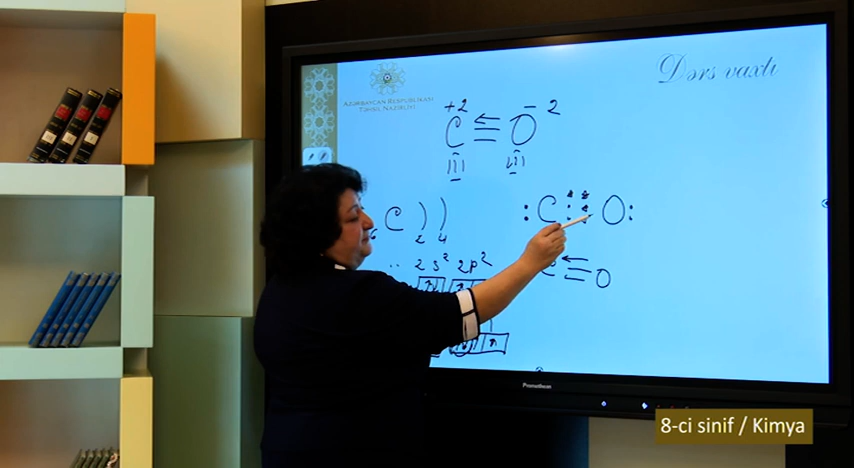 Dərs vaxtı
AZƏRBAYCAN RESPUBLİKASI
TƏHSİL NAZİRLİYİ
+2 −2
C ⇚ O
III III
C ) )
2 4
:C O:
2s² 2p²
C O
Promethean
8-ci sinif / Kimya